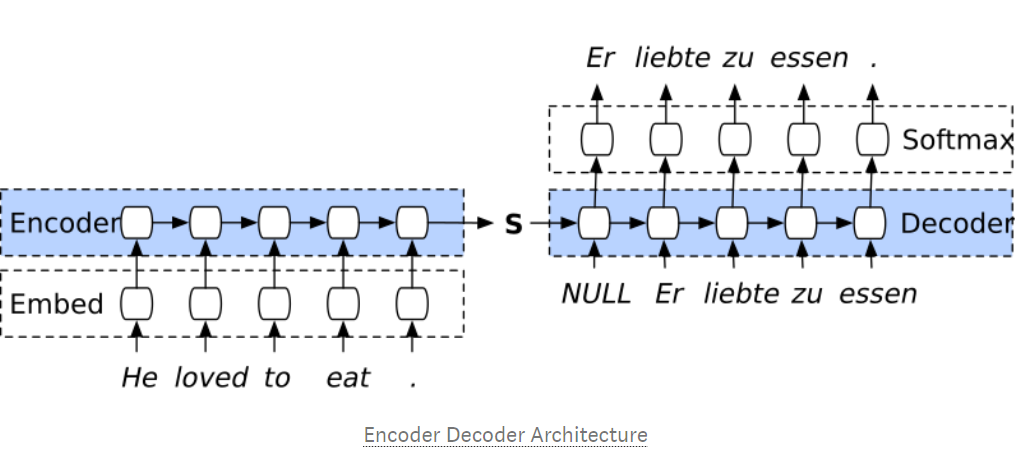 Er liebte zu essen .
Softmax
Encoder
S
Decoder
Embed
NULL Er liebte zu essen
He loved to eat .
Encoder Decoder Architecture